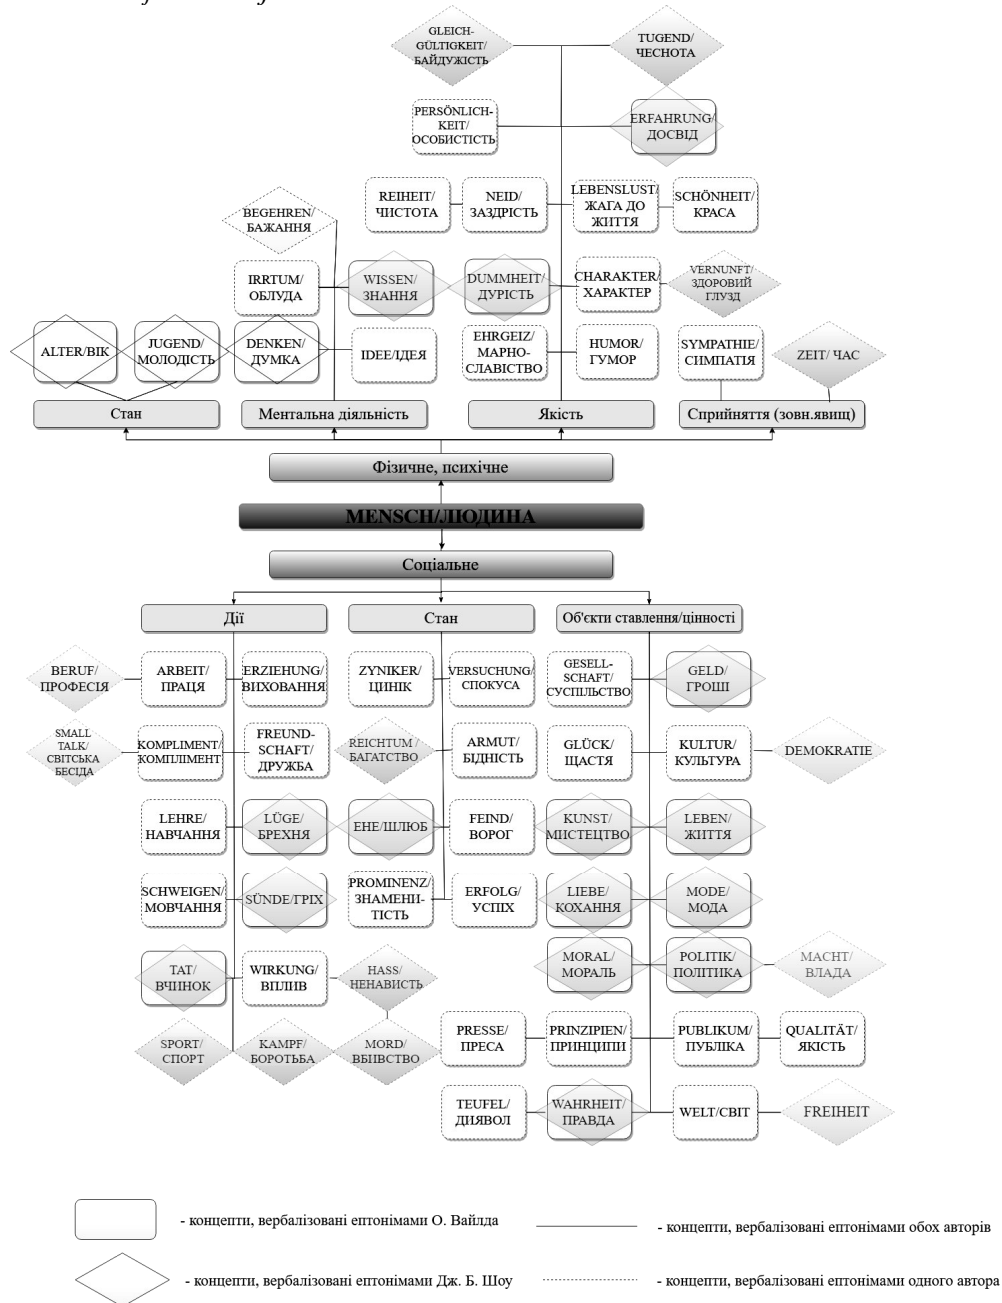 GLEICH-
GÜLTIGKEIT/
БАЙДУЖІСТЬ
TUGEND/
ЧЕСНОТА
PERSÖNLICH-
KEIT/
ОСОБИСТІСТЬ
ERFAHRUNG/
ДОСВІД
REIHEIT/
ЧИСТОТА
NEID/
ЗАЗДРІСТЬ
LEBENSLUST/
ЖАГА ДО
ЖИТТЯ
SCHÖNHEIT/
КРАСА
BEGEHREN/
БАЖАННЯ
IRRTUM/
ОБЛУДА
WISSEN/
ЗНАННЯ
DUMMHEIT/
ДУРІСТЬ
CHARAKTER/
ХАРАКТЕР
VERNUNFT/
ЗДОРОВИЙ
ГЛУЗД
ALTER/ВІК
JUGEND/
МОЛОДІСТЬ
DENKEN/
ДУМКА
IDEE/ІДЕЯ
EHRGEIZ/
МАРНО-
СЛАВІСТВО
HUMOR/
ГУМОР
SYMPATHIE/
СИМПАТІЯ
ZEIT/ ЧАС
Стан
Ментальна діяльність
Якість
Сприйняття (зовн.явищ)
Фізичне, психічне
MENSCH/ЛЮДИНА
Соціальне
Дії
Стан
Об'єкти ставлення/цінності
BERUF/
ПРОФЕСІЯ
ARBEIT/
ПРАЦЯ
ERZIEHUNG/
ВИХОВАННЯ
ZYNIKER/
ЦИНІК
VERSUCHUNG/
СПОКУСА
GESELL-
SCHAFT/
СУСПІЛЬСТВО
GELD/
ГРОШІ
SMALL
TALK/
СВІТСЬКА
БЕСІДА
KOMPLIMENT/
КОМПЛІМЕНТ
FREUND-
SCHAFT/
ДРУЖБА
REICHTUM /
БАГАТСТВО
ARMUT/
БІДНІСТЬ
GLÜCK/
ЩАСТЯ
KULTUR/
КУЛЬТУРА
DEMOKRATIE
LEHRE/
НАВЧАННЯ
LÜGE/
БРЕХНЯ
EHE/ШЛЮБ
FEIND/
ВОРОГ
KUNST/
МИСТЕЦТВО
LEBEN/
ЖИТТЯ
SCHWEIGEN/
МОВЧАННЯ
SÜNDE/ГРІХ
PROMINENZ/
ЗНАМЕНИ-
ТІСТЬ
ERFOLG/
УСПІХ
LIEBE/
КОХАННЯ
MODE/
МОДА
TAT/
ВЧИНОК
WIRKUNG/
ВПЛИВ
HASS/
НЕНАВИСТЬ
MORAL/
МОРАЛЬ
POLITIK/
ПОЛІТИКА
MACHT/
ВЛАДА
SPORT/
СПОРТ
KAMPF/
БОРОТЬБА
MORD/
ВБИВСТВО
PRESSE/
ПРЕСА
PRINZIPIEN/
ПРИНЦИПИ
PUBLIKUM/
ПУБЛІКА
QUALITÄT/
ЯКІСТЬ
TEUFEL/
ДИЯВОЛ
WAHRHEIT/
ПРАВДА
WELT/СВІТ
FREIHEIT
- концепти, вербалізовані ептонімами О. Вайлда
- концепти, вербалізовані ептонімами обох авторів
- концепти, вербалізовані ептонімами Дж. Б. Шоу
- концепти, вербалізовані ептонімами одного автора